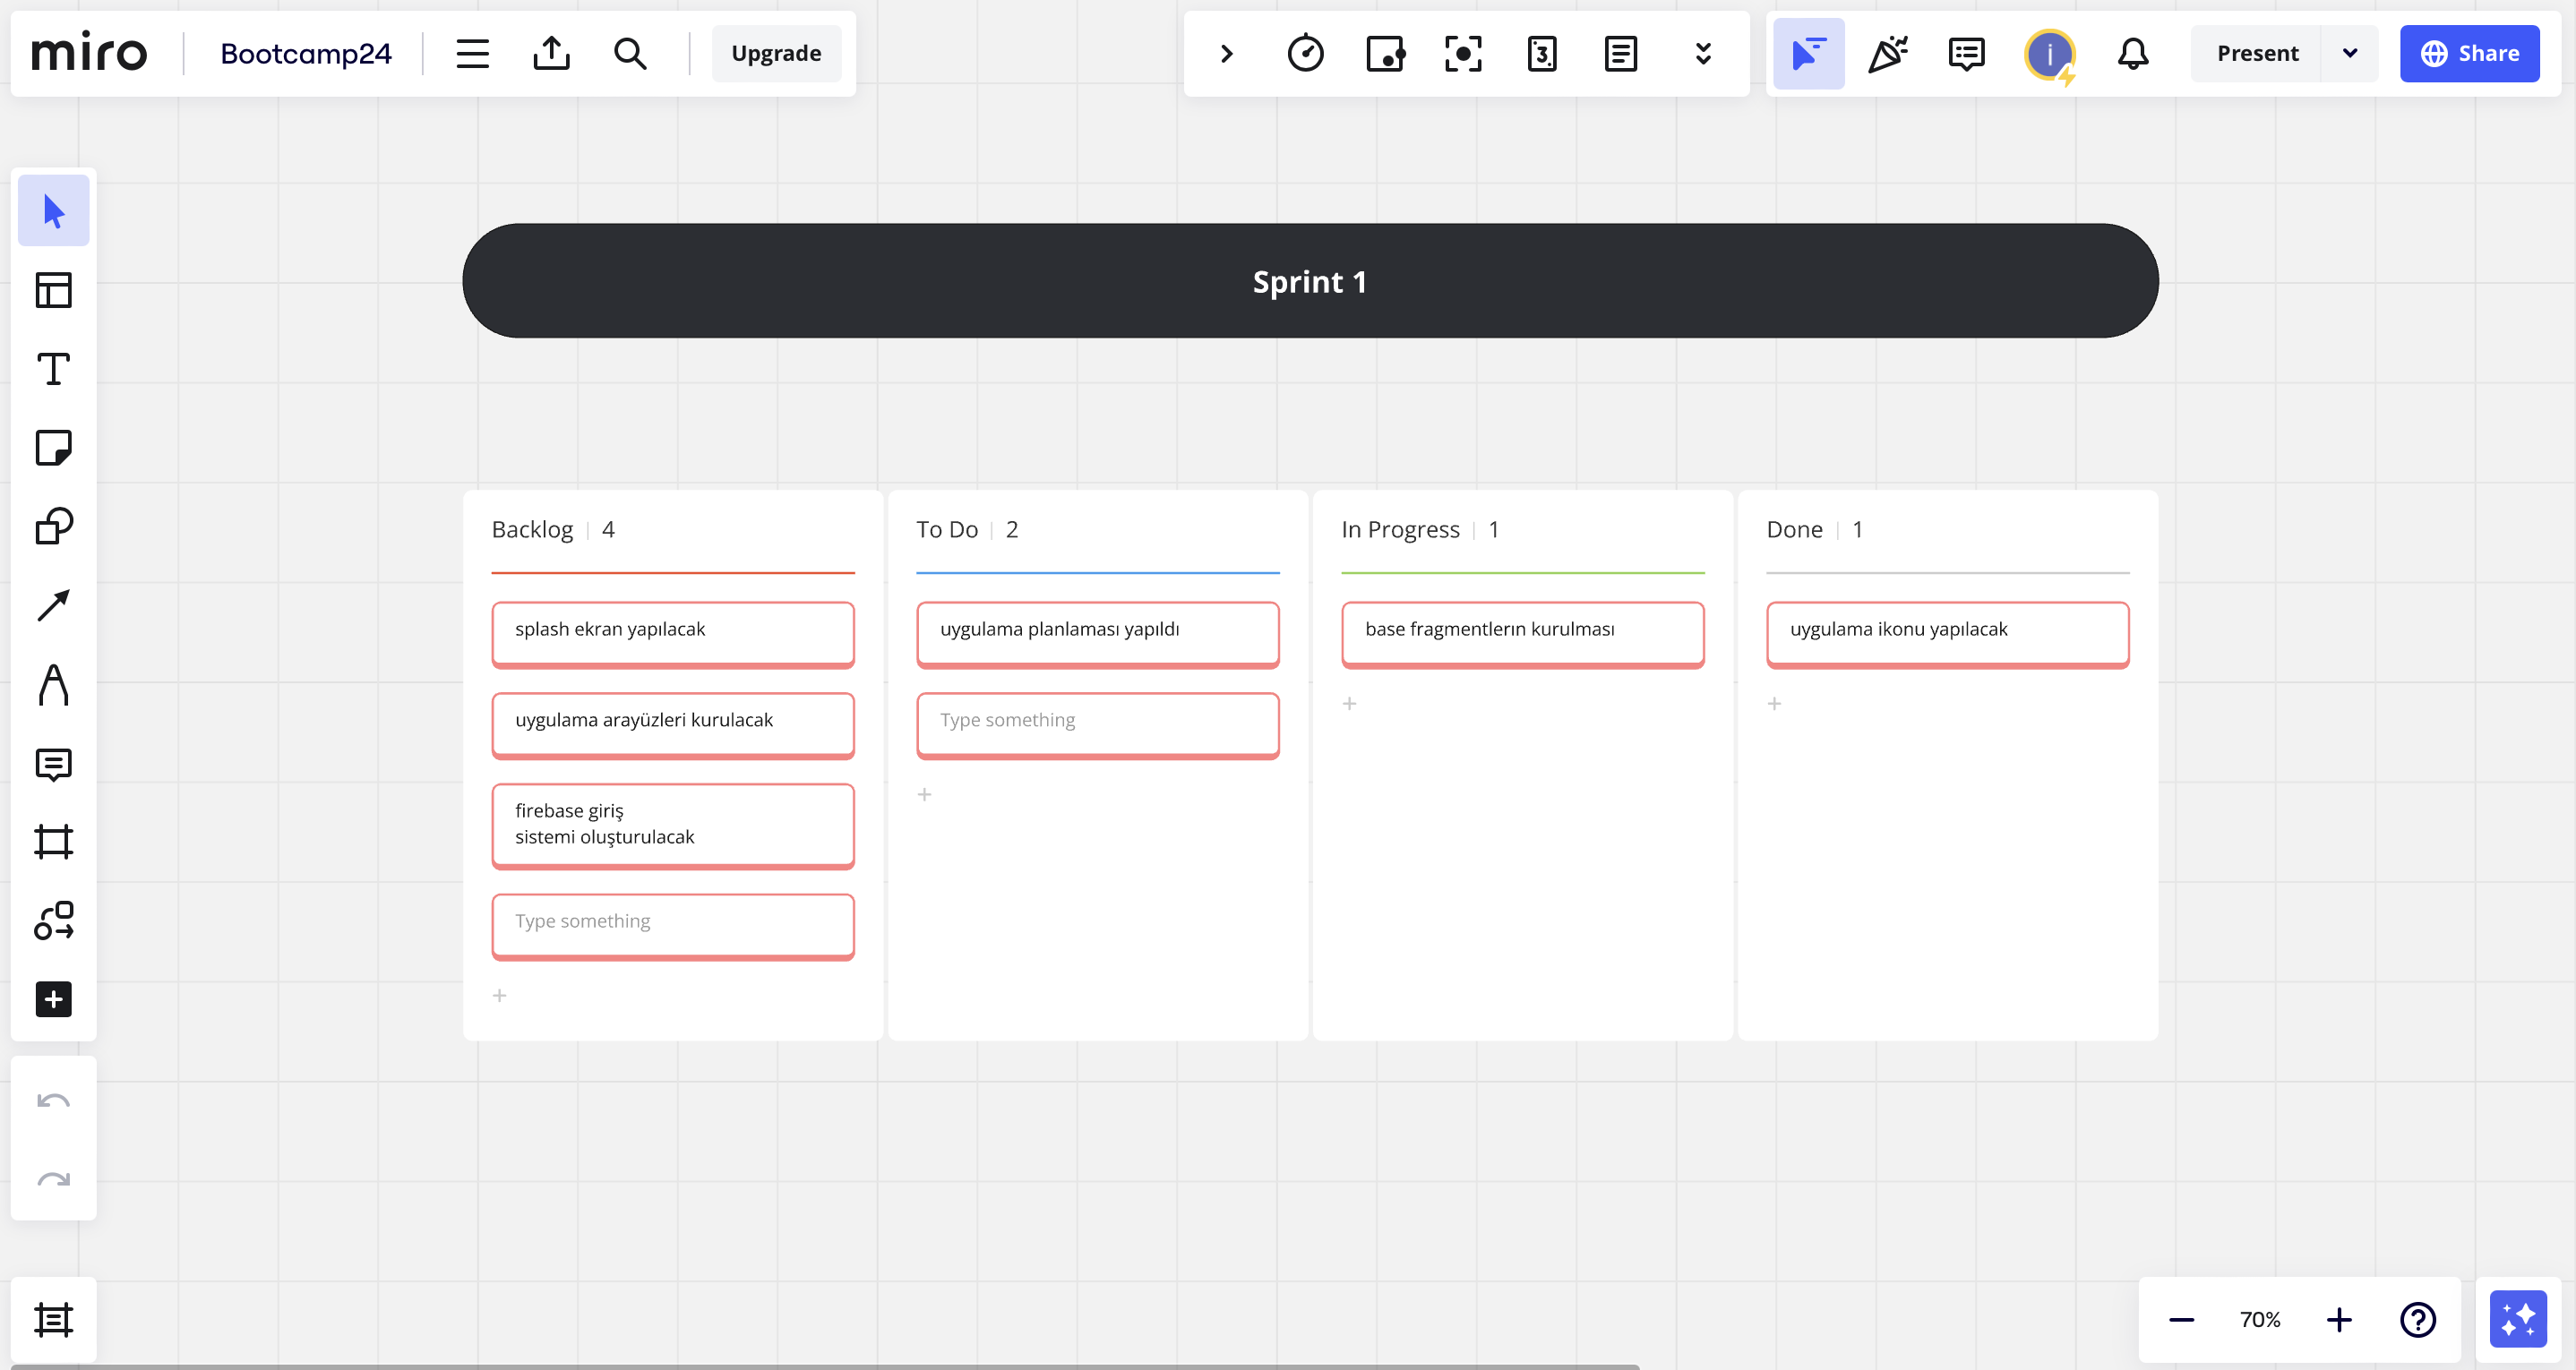 miro
Bootcamp24
Upgrade
3
i
Present
Share
Sprint 1
Backlog | 4
splash ekran yapılacak
uygulama arayüzleri kurulacak
firebase giriş
sistemi oluşturulacak
Type something
To Do | 2
uygulama planlaması yapıldı
Type something
In Progress | 1
base fragmentlerın kurulması
Done | 1
uygulama ikonu yapılacak
70%